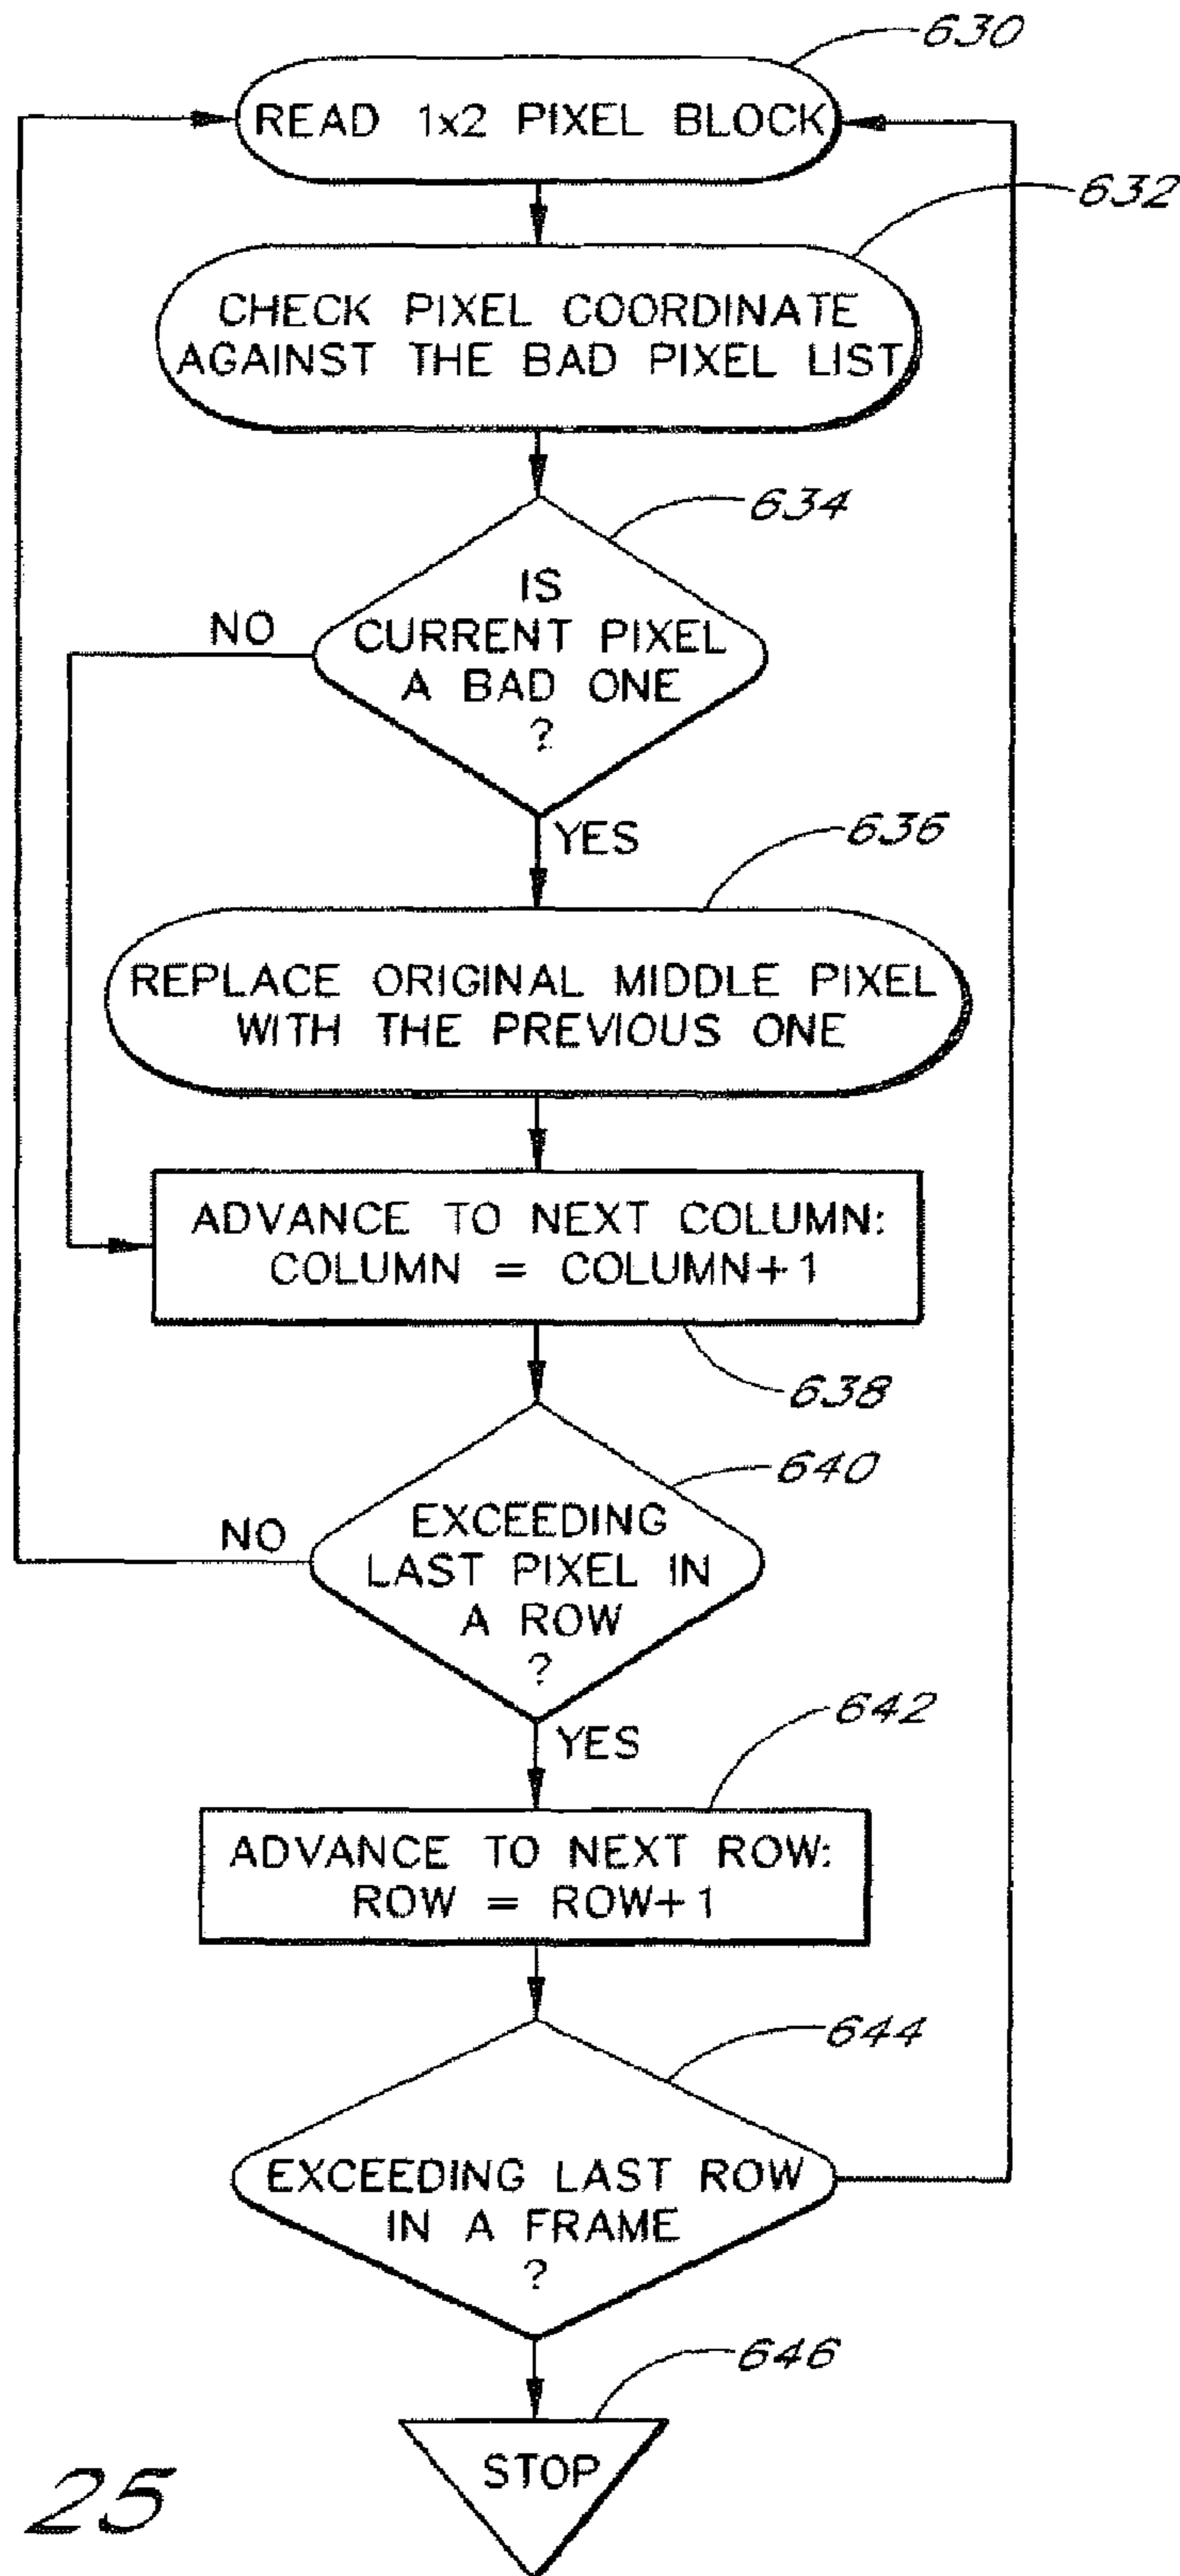 630
READ 1x2 PIXEL BLOCK
632
CHECK PIXEL COORDINATE
AGAINST THE BAD PIXEL LIST
634
IS
CURRENT PIXEL
A BAD ONE
?
NO
YES
636
REPLACE ORIGINAL MIDDLE PIXEL
WITH THE PREVIOUS ONE
ADVANCE TO NEXT COLUMN:
COLUMN = COLUMN+1
638
640
EXCEEDING
LAST PIXEL IN
A ROW
?
NO
YES
642
ADVANCE TO NEXT ROW:
ROW = ROW+1
644
EXCEEDING LAST ROW
IN A FRAME
?
646
STOP
25